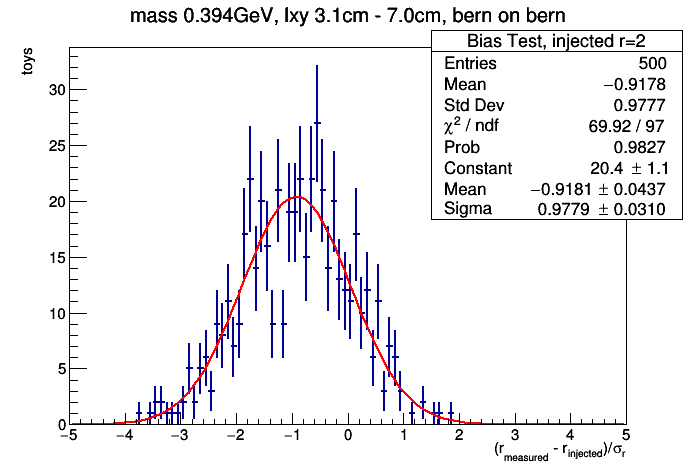 mass 0.394GeV, lxy 3.1cm - 7.0cm, bern on bern
toys
Bias Test, injected r=2
Entries 500
Mean −0.9178
Std Dev 0.9777
χ² / ndf 69.92 / 97
Prob 0.9827
Constant 20.4 ± 1.1
Mean −0.9181 ± 0.0437
Sigma 0.9779 ± 0.0310
30
25
20
15
10
5
0
−5 −4 −3 −2 −1 0 1 2 3 4 5
(r_measured - r_injected)/σ_r